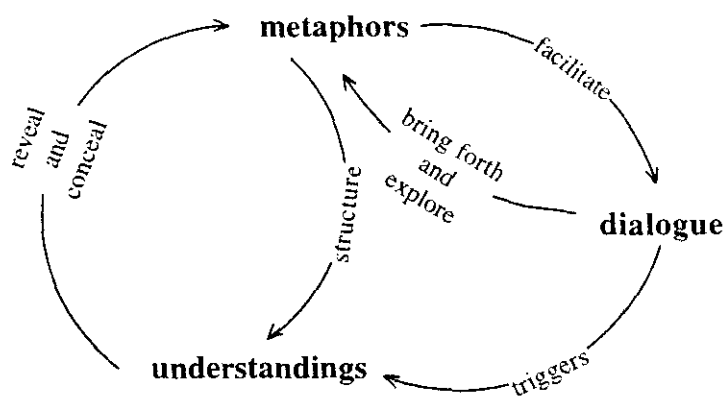 metaphors
facilitate
reveal
and
conceal
bring forth
and
explore
structure
dialogue
understandings
triggers